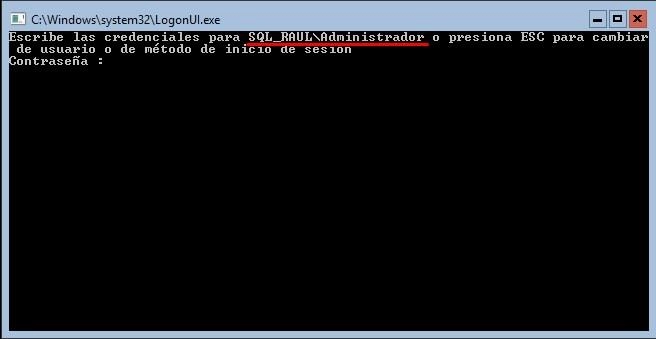 C:\Windows\system32\LogonUI.exe
Escribe las credenciales para SQL_RAUL\Administrador o presiona ESC para cambiar
de usuario o de método de inicio de sesión
Contraseña :